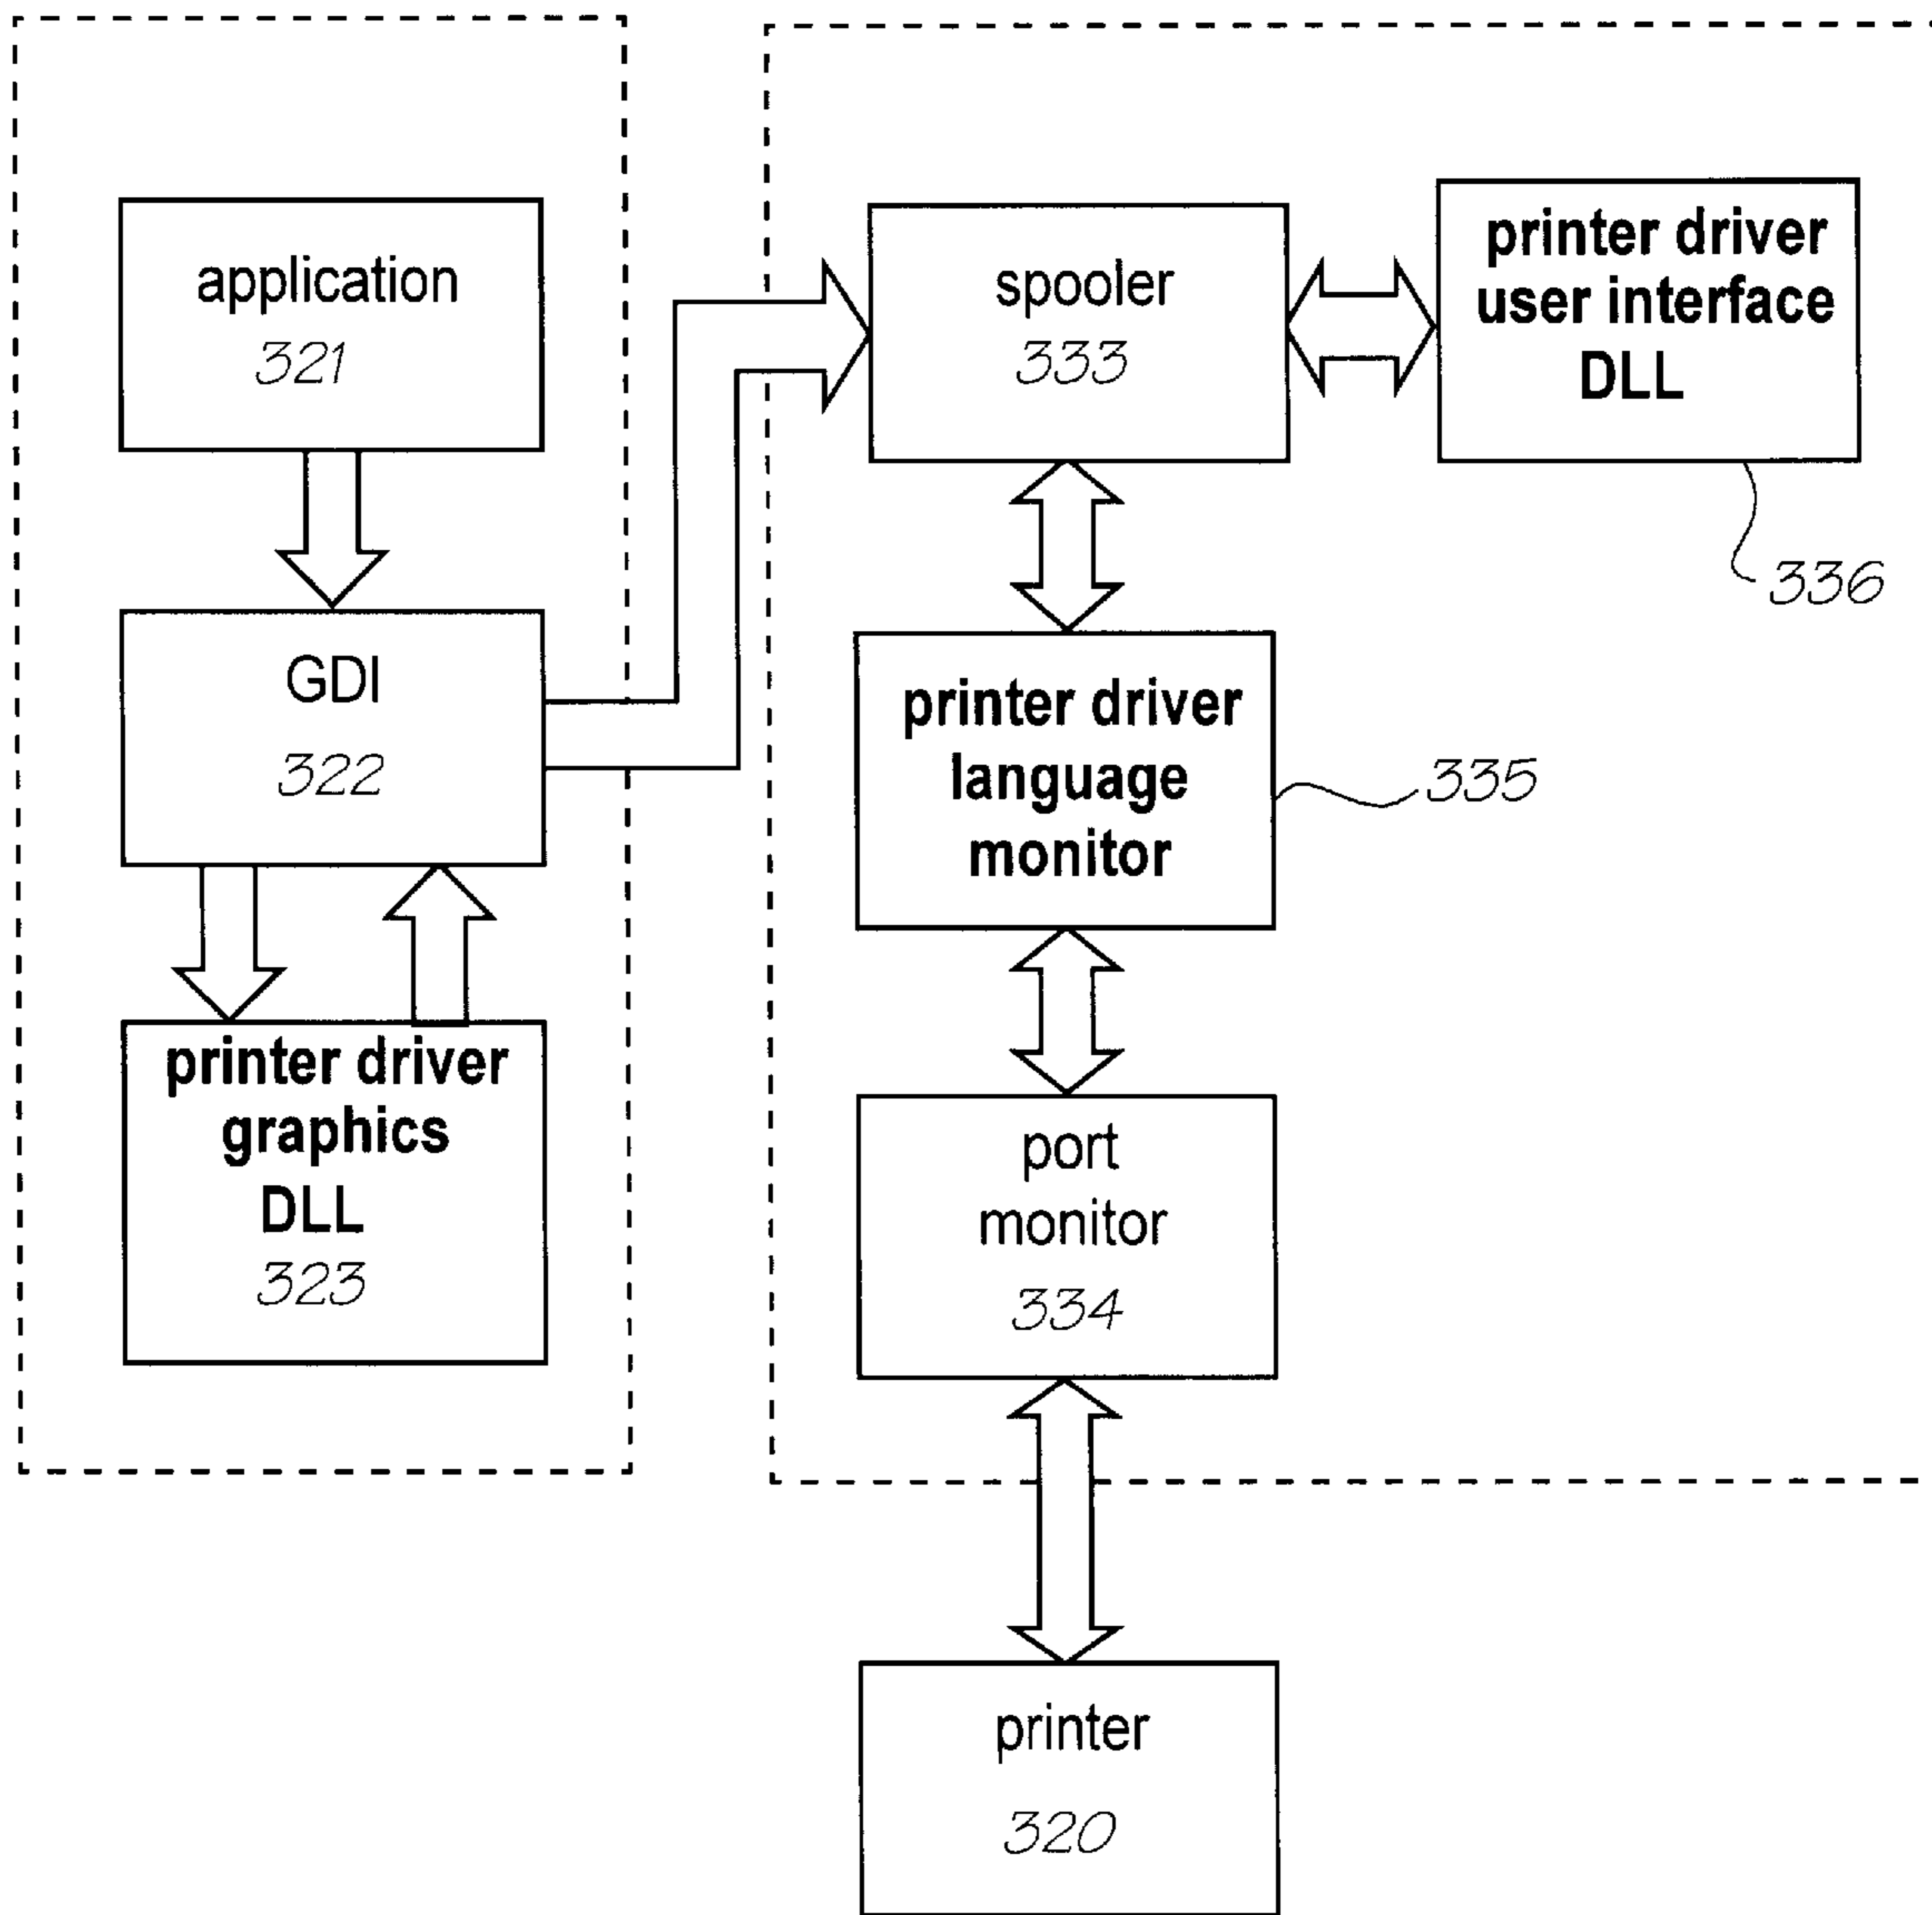 application
321
GDI
322
printer driver
graphics
DLL
323
spooler
333
printer driver
user interface
DLL
336
printer driver
language
monitor
335
port
monitor
334
printer
320